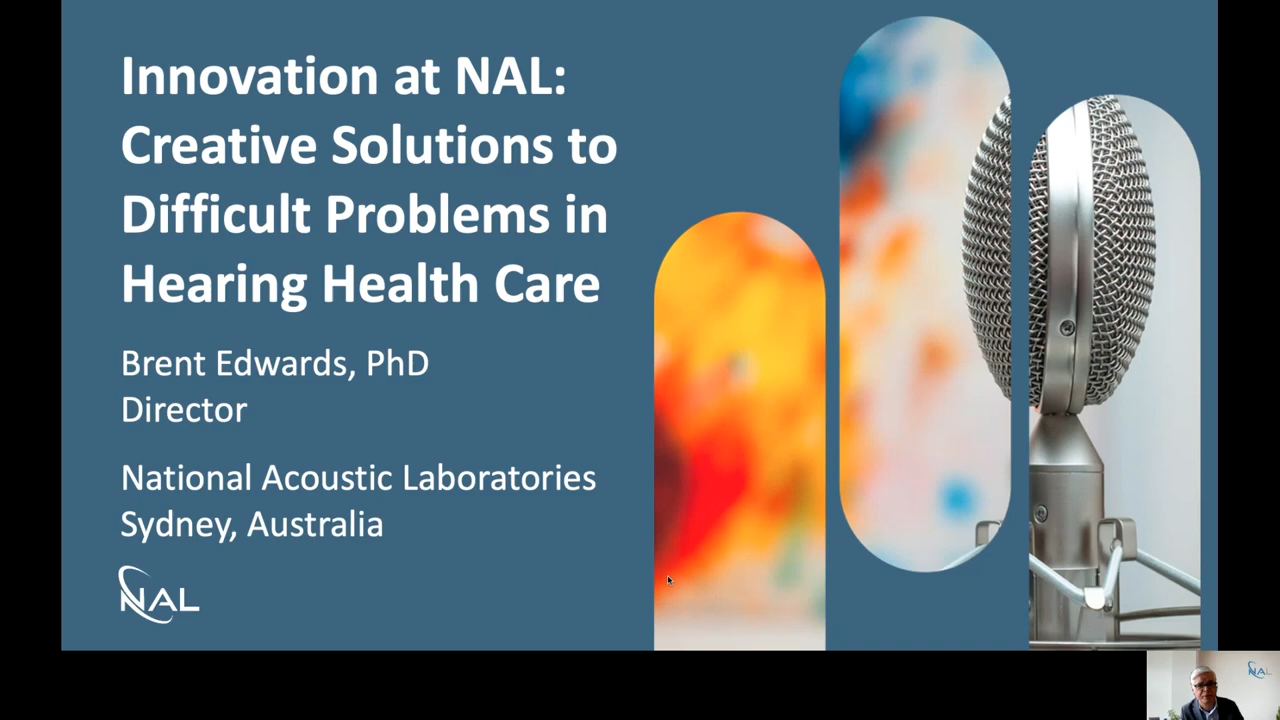 Innovation at NAL:
Creative Solutions to
Difficult Problems in
Hearing Health Care
Brent Edwards, PhD
Director
National Acoustic Laboratories
Sydney, Australia
NAL
NAL